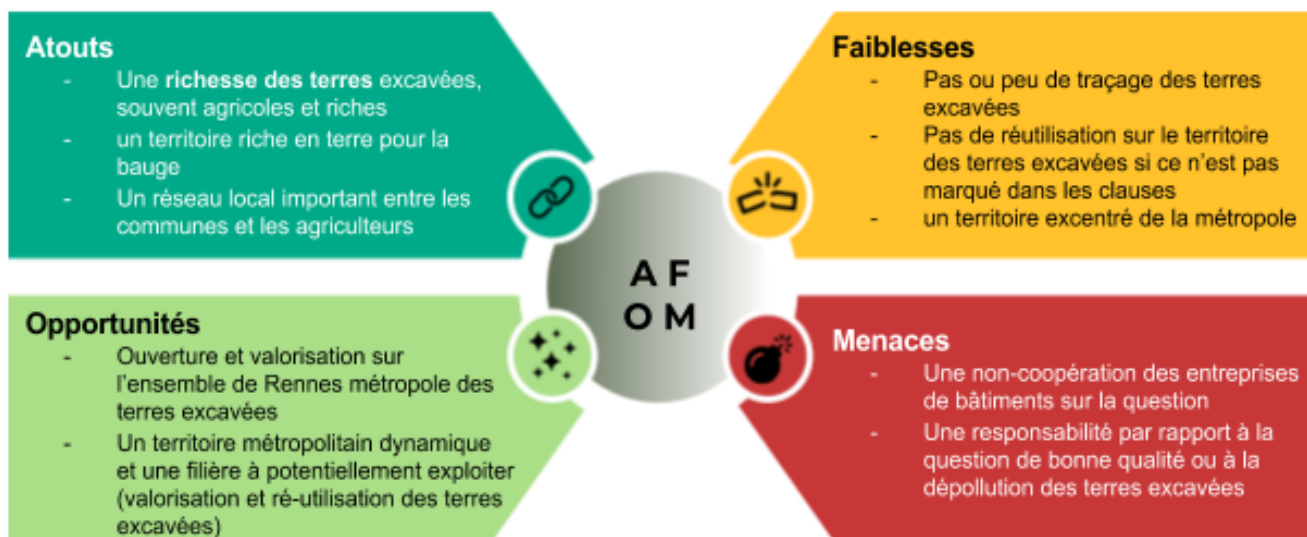 Atouts
- Une richesse des terres excavées,
souvent agricoles et riches
- un territoire riche en terre pour la
bauge
- Un réseau local important entre les
communes et les agriculteurs
Faiblesses
- Pas ou peu de traçage des terres
excavées
- Pas de réutilisation sur le territoire
des terres excavées si ce n'est pas
marqué dans les clauses
- un territoire excentré de la métropole
A F
O M
Opportunités
- Ouverture et valorisation sur
l'ensemble de Rennes métropole des
terres excavées
- Un territoire métropolitain dynamique
et une filière à potentiellement exploiter
(valorisation et ré-utilisation des terres
excavées)
Menaces
- Une non-coopération des entreprises
de bâtiments sur la question
- Une responsabilité par rapport à la
question de bonne qualité ou à la
dépollution des terres excavées